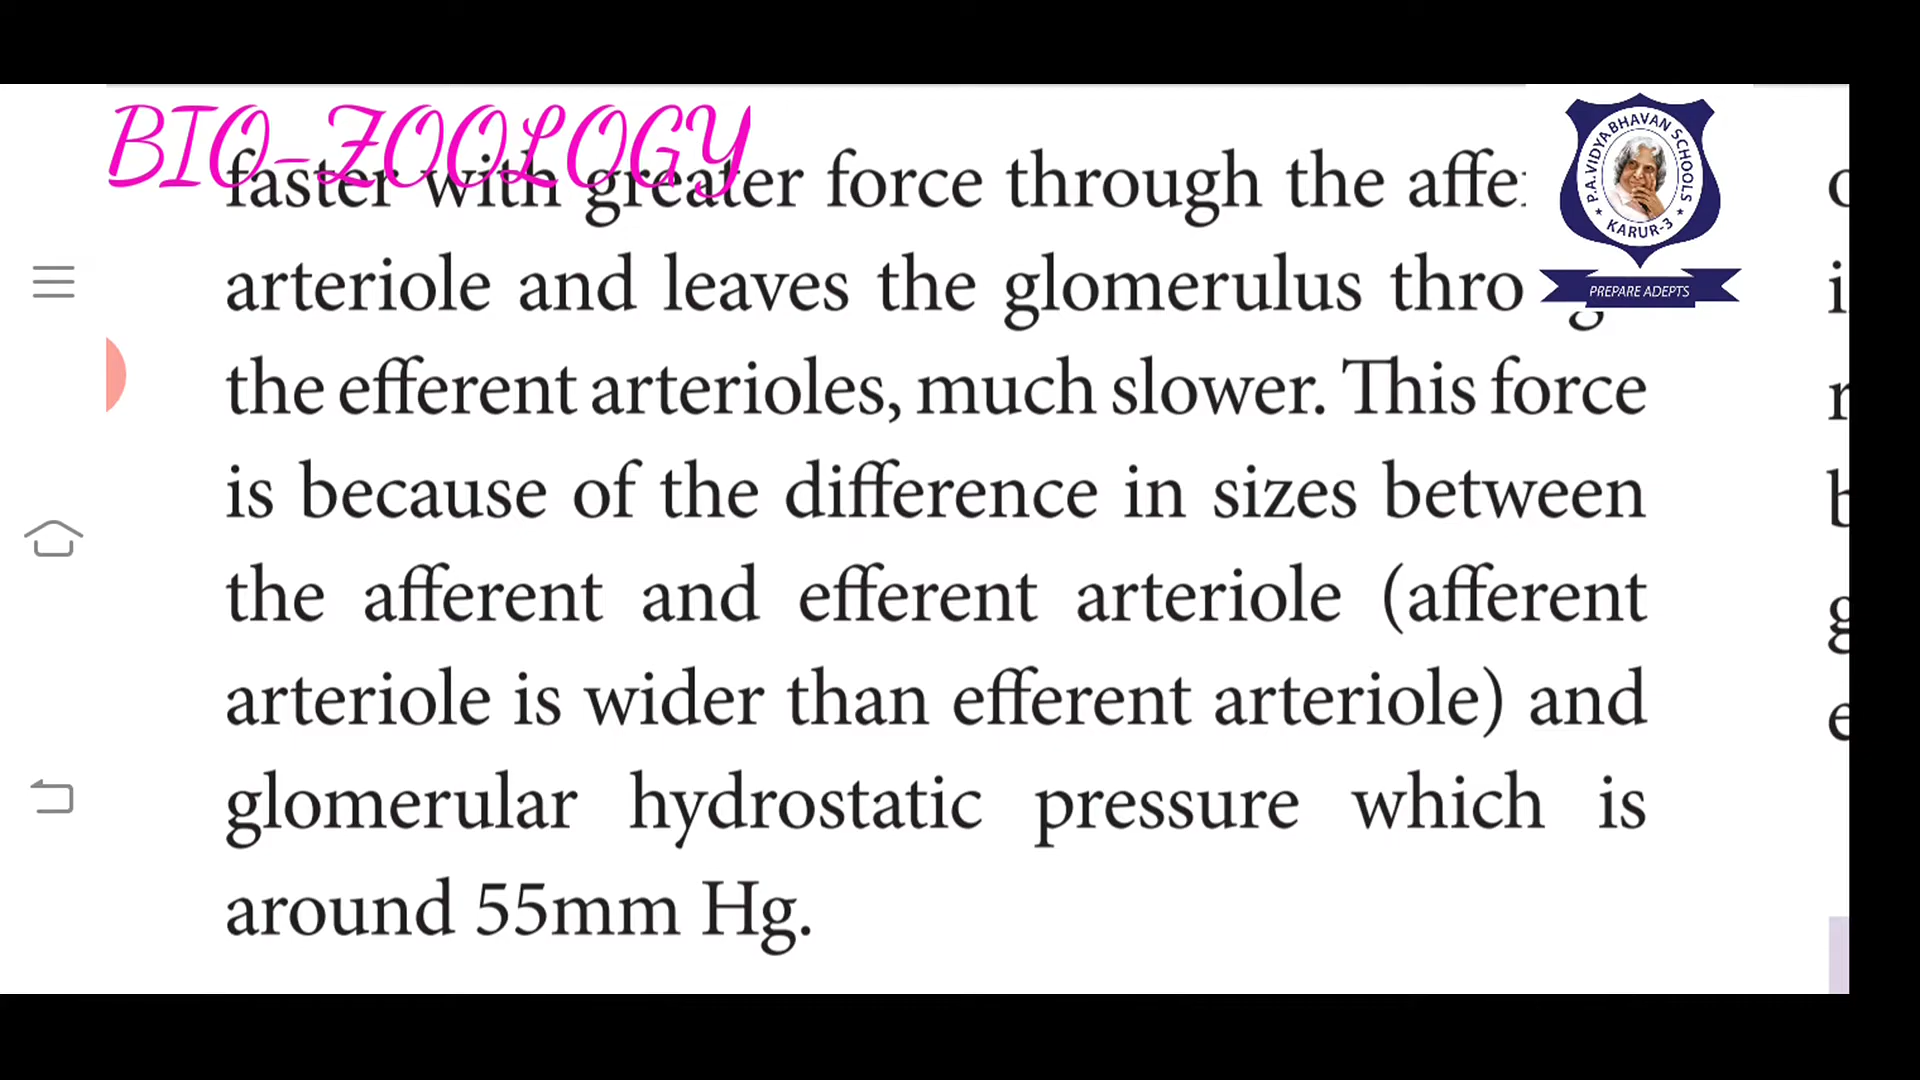 BIO-ZOOLOGY
faster with greater force through the
arteriole and leaves the glomerulus
the efferent arterioles, much slower. This force
is because of the difference in sizes between
the afferent and efferent arteriole (afferent
arteriole is wider than efferent arteriole) and
glomerular hydrostatic pressure which is
around 55mm Hg.
P.A.VIDYA BHAVAN SCHOOLS
★ KARUR-3 ★
PREPARE ADEPTS